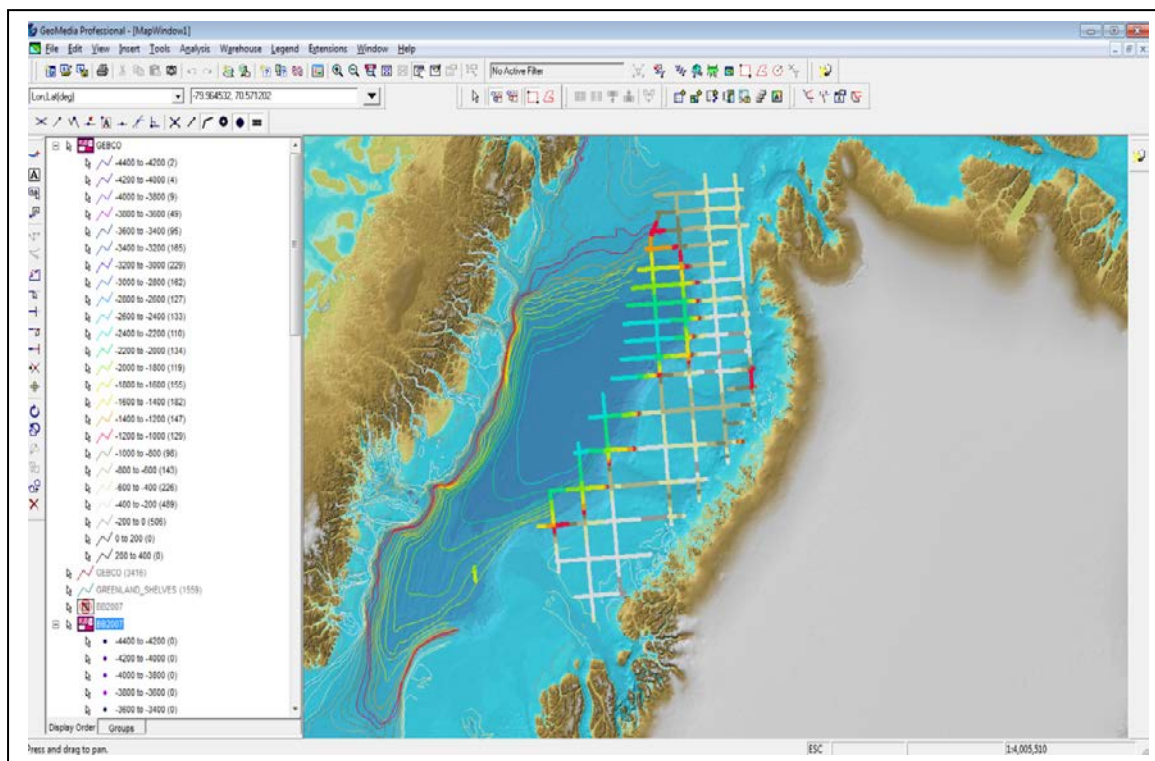 GeoMedia Professional - [MapWindow1]
File Edit View Insert Tools Analysis Warehouse Legend Extensions Window Help
No Active Filter
Lon,Lat(deg) -79.964532, 70.571202
GEBCO
-4400 to -4200 (2)
-4200 to -4000 (4)
-4000 to -3800 (9)
-3800 to -3600 (49)
-3600 to -3400 (95)
-3400 to -3200 (165)
-3200 to -3000 (229)
-3000 to -2800 (162)
-2800 to -2600 (127)
-2600 to -2400 (133)
-2400 to -2200 (110)
-2200 to -2000 (134)
-2000 to -1800 (119)
-1800 to -1600 (155)
-1600 to -1400 (182)
-1400 to -1200 (147)
-1200 to -1000 (129)
-1000 to -800 (98)
-800 to -600 (143)
-600 to -400 (226)
-400 to -200 (489)
-200 to 0 (506)
0 to 200 (0)
200 to 400 (0)
GEBCO (3416)
GREENLAND_SHELVES (1559)
BB2007
BB2007
-4400 to -4200 (0)
-4200 to -4000 (0)
-4000 to -3800 (0)
-3800 to -3600 (0)
-3600 to -3400 (0)
Display Order Groups
Press and drag to pan. ESC 1:4,005,510